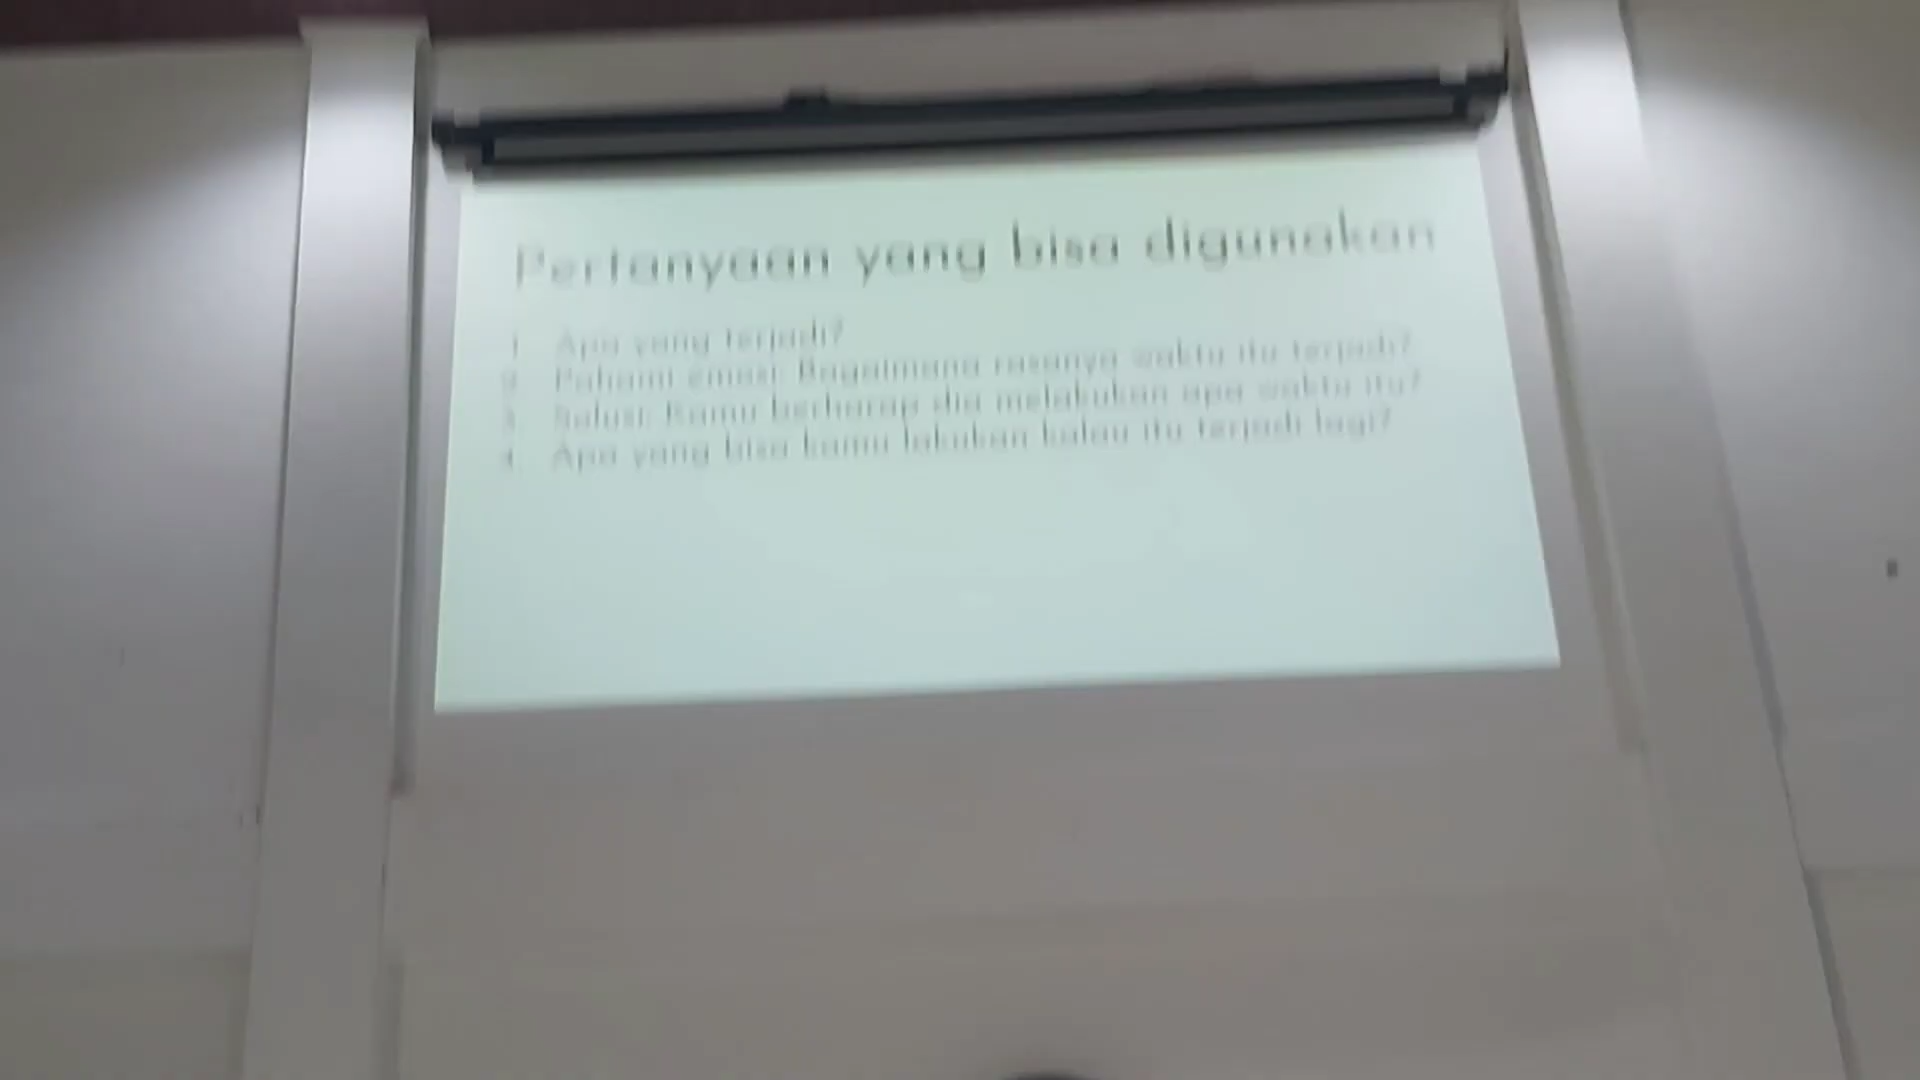 Pertanyaan yang bisa digunakan
1. Apa yang terjadi?
2. Pahami emosi: Bagaimana rasanya waktu itu terjadi?
3. Solusi: Kamu berharap dia melakukan apa waktu itu?
4. Apa yang bisa kamu lakukan kalau itu terjadi lagi?